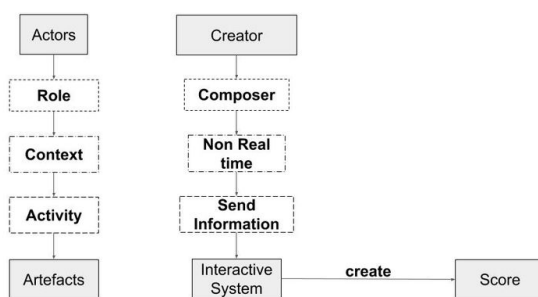 Actors
Role
Context
Activity
Artefacts
Creator
Composer
Non Real
time
Send
Information
Interactive
System
create
Score